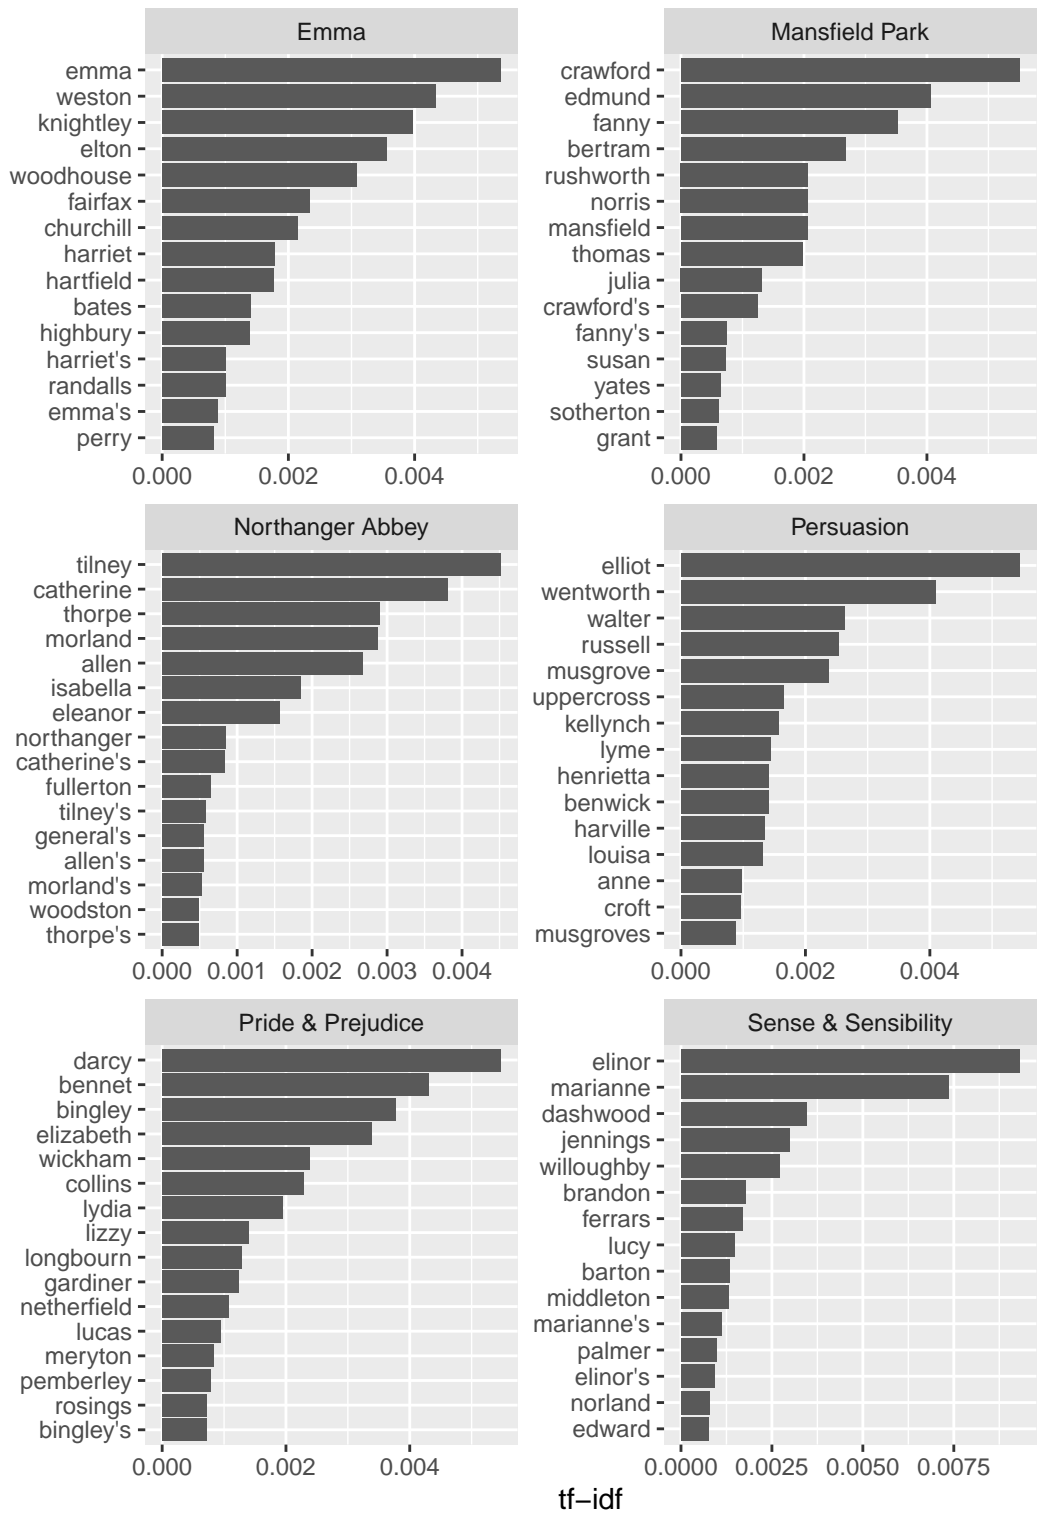 Emma
emma
weston
knightley
elton
woodhouse
fairfax
churchill
harriet
hartfield
bates
highbury
harriet's
randalls
emma's
perry
0.000 0.002 0.004
Mansfield Park
crawford
edmund
fanny
bertram
rushworth
norris
mansfield
thomas
julia
crawford's
fanny's
susan
yates
sotherton
grant
0.000 0.002 0.004
Northanger Abbey
tilney
catherine
thorpe
morland
allen
isabella
eleanor
northanger
catherine's
fullerton
tilney's
general's
allen's
morland's
woodston
thorpe's
0.000 0.001 0.002 0.003 0.004
Persuasion
elliot
wentworth
walter
russell
musgrove
uppercross
kellynch
lyme
henrietta
benwick
harville
louisa
anne
croft
musgroves
0.000 0.002 0.004
Pride & Prejudice
darcy
bennet
bingley
elizabeth
wickham
collins
lydia
lizzy
longbourn
gardiner
netherfield
lucas
meryton
pemberley
rosings
bingley's
0.000 0.002 0.004
Sense & Sensibility
elinor
marianne
dashwood
jennings
willoughby
brandon
ferrars
lucy
barton
middleton
marianne's
palmer
elinor's
norland
edward
0.0000 0.0025 0.0050 0.0075
tf−idf